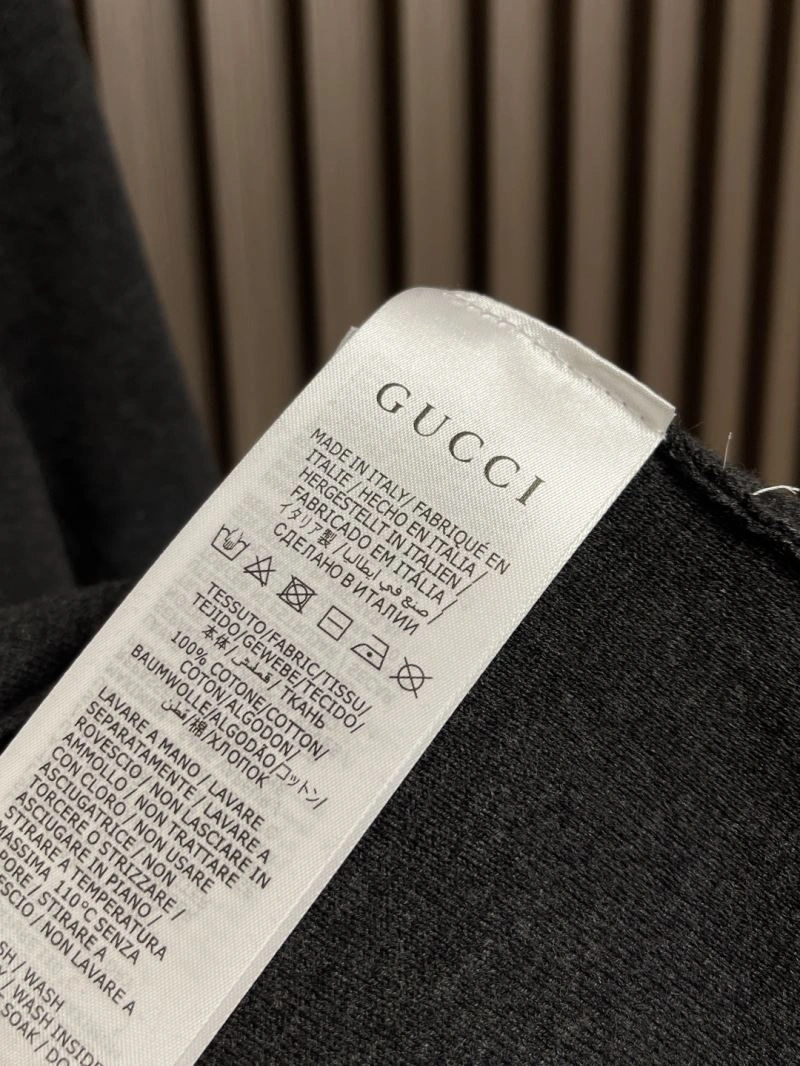 GUCCI
MADE IN ITALY/ FABRIQUÉ EN
ITALIE / HECHO EN ITALIA /
HERGESTELLT IN ITALIEN /
FABRICADO EM ITALIA /
イタリア製 / صنع في ايطاليا /
СДЕЛАНО В ИТАЛИИ
TESSUTO/FABRIC/TISSU/
TEJIDO/GEWEBE/TECIDO/
本体/ قماش/ ТКАНЬ
100% COTONE/COTTON/
COTON/ALGODON/
BAUMWOLLE/ALGODÃO/コットン/
قطن/棉/ХЛОПОК
LAVARE A MANO / LAVARE
SEPARATAMENTE / LAVARE A
ROVESCIO / NON LASCIARE IN
AMMOLLO / NON TRATTARE
CON CLORO / NON USARE
ASCIUGATRICE / NON
TORCERE O STRIZZARE /
ASCIUGARE IN PIANO /
STIRARE A TEMPERATURA
MASSIMA 110°C SENZA
/ STIRARE A
/ NON LAVARE A
/ WASH
/ WASH INSIDE
SOAK /